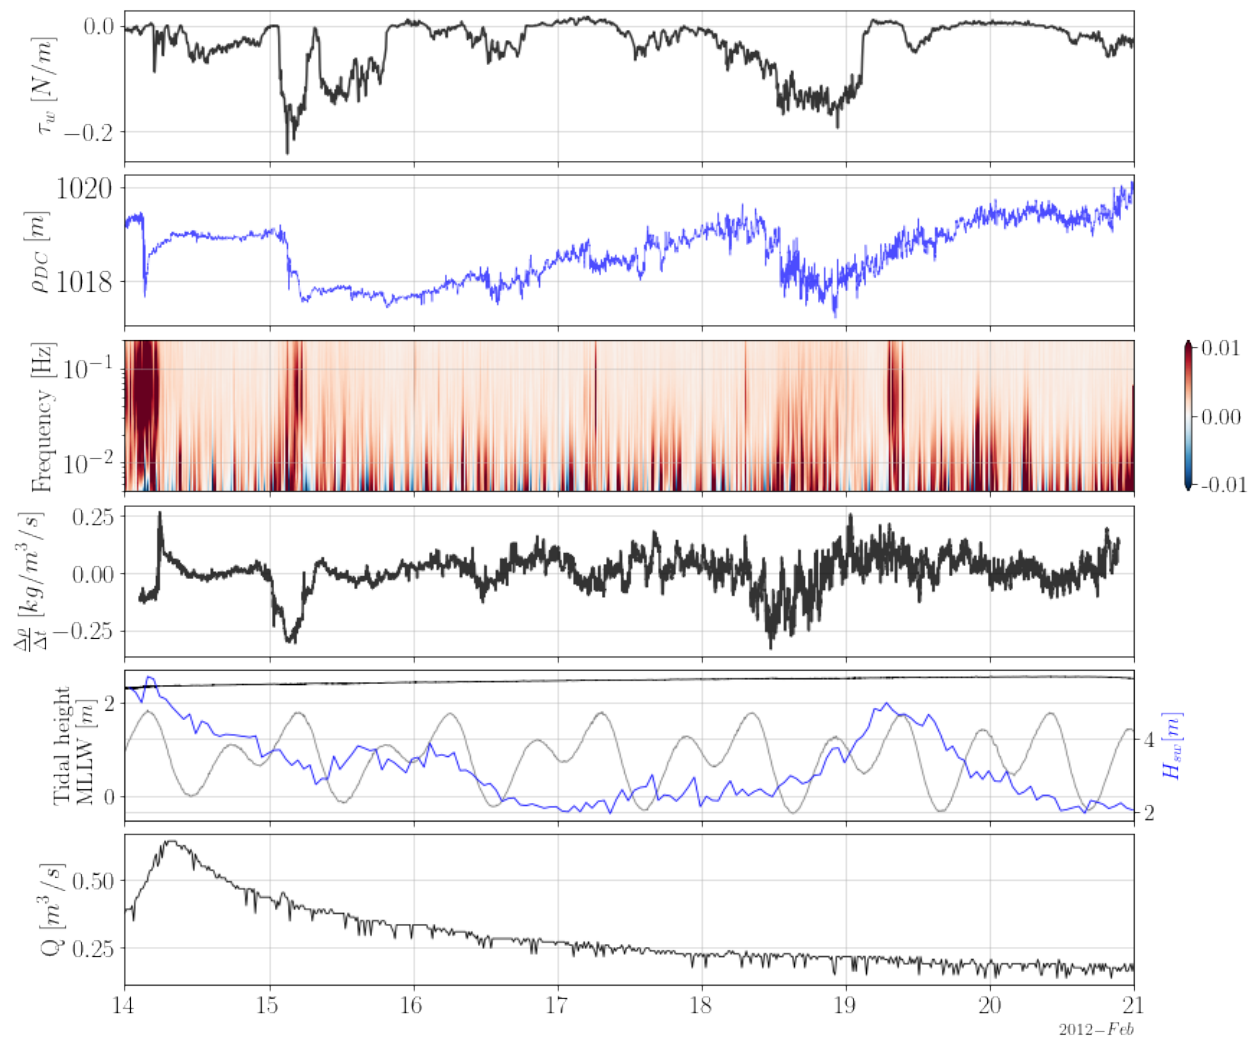 0.0
−0.2
τw [N/m]
1020
1018
ρDC [m]
10−1
10−2
Frequency [Hz]
0.01
0.00
-0.01
0.25
0.00
−0.25
Δρ/Δt [kg/m3/s]
2
0
Tidal height
MLLW [m]
4
2
Hsw[m]
0.50
0.25
Q [m3/s]
14 15 16 17 18 19 20 21
2012−Feb